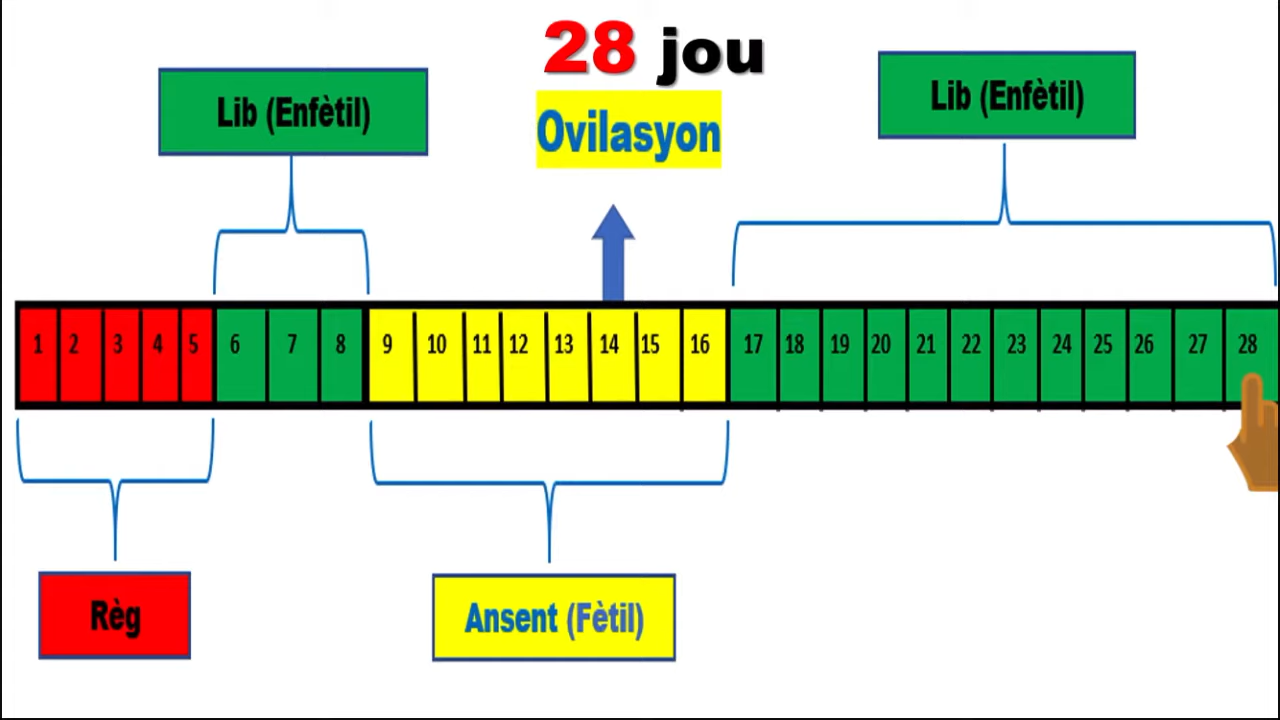 28 jou
Lib (Enfètil)
Ovilasyon
Lib (Enfètil)
1 2 3 4 5 6 7 8 9 10 11 12 13 14 15 16 17 18 19 20 21 22 23 24 25 26 27 28
Règ
Ansent (Fètil)